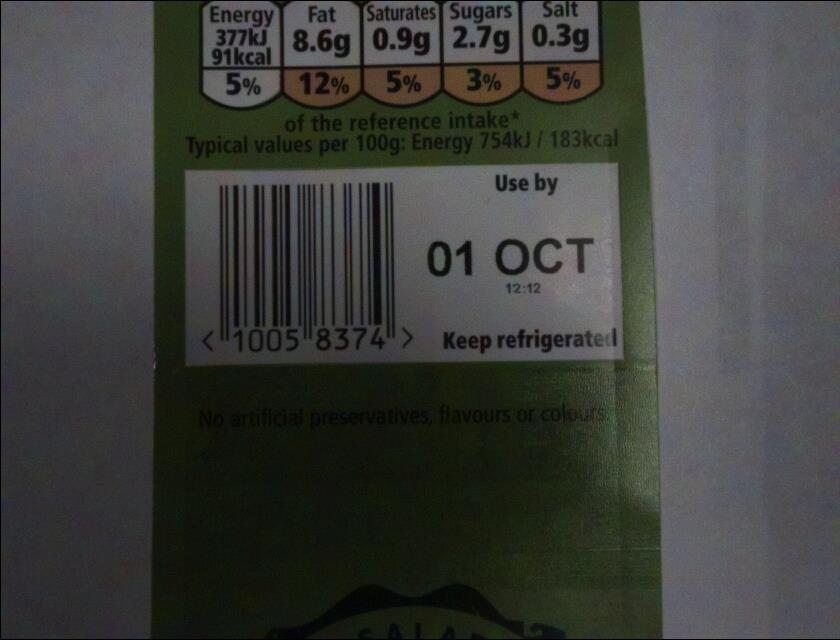 Energy Fat Saturates Sugars Salt
377kJ 8.6g 0.9g 2.7g 0.3g
91kcal
5% 12% 5% 3% 5%
of the reference intake*
Typical values per 100g: Energy 754kJ / 183kcal
Use by
01 OCT
12:12
< 1005 8374 >
Keep refrigerated
No artificial preservatives, flavours or colours